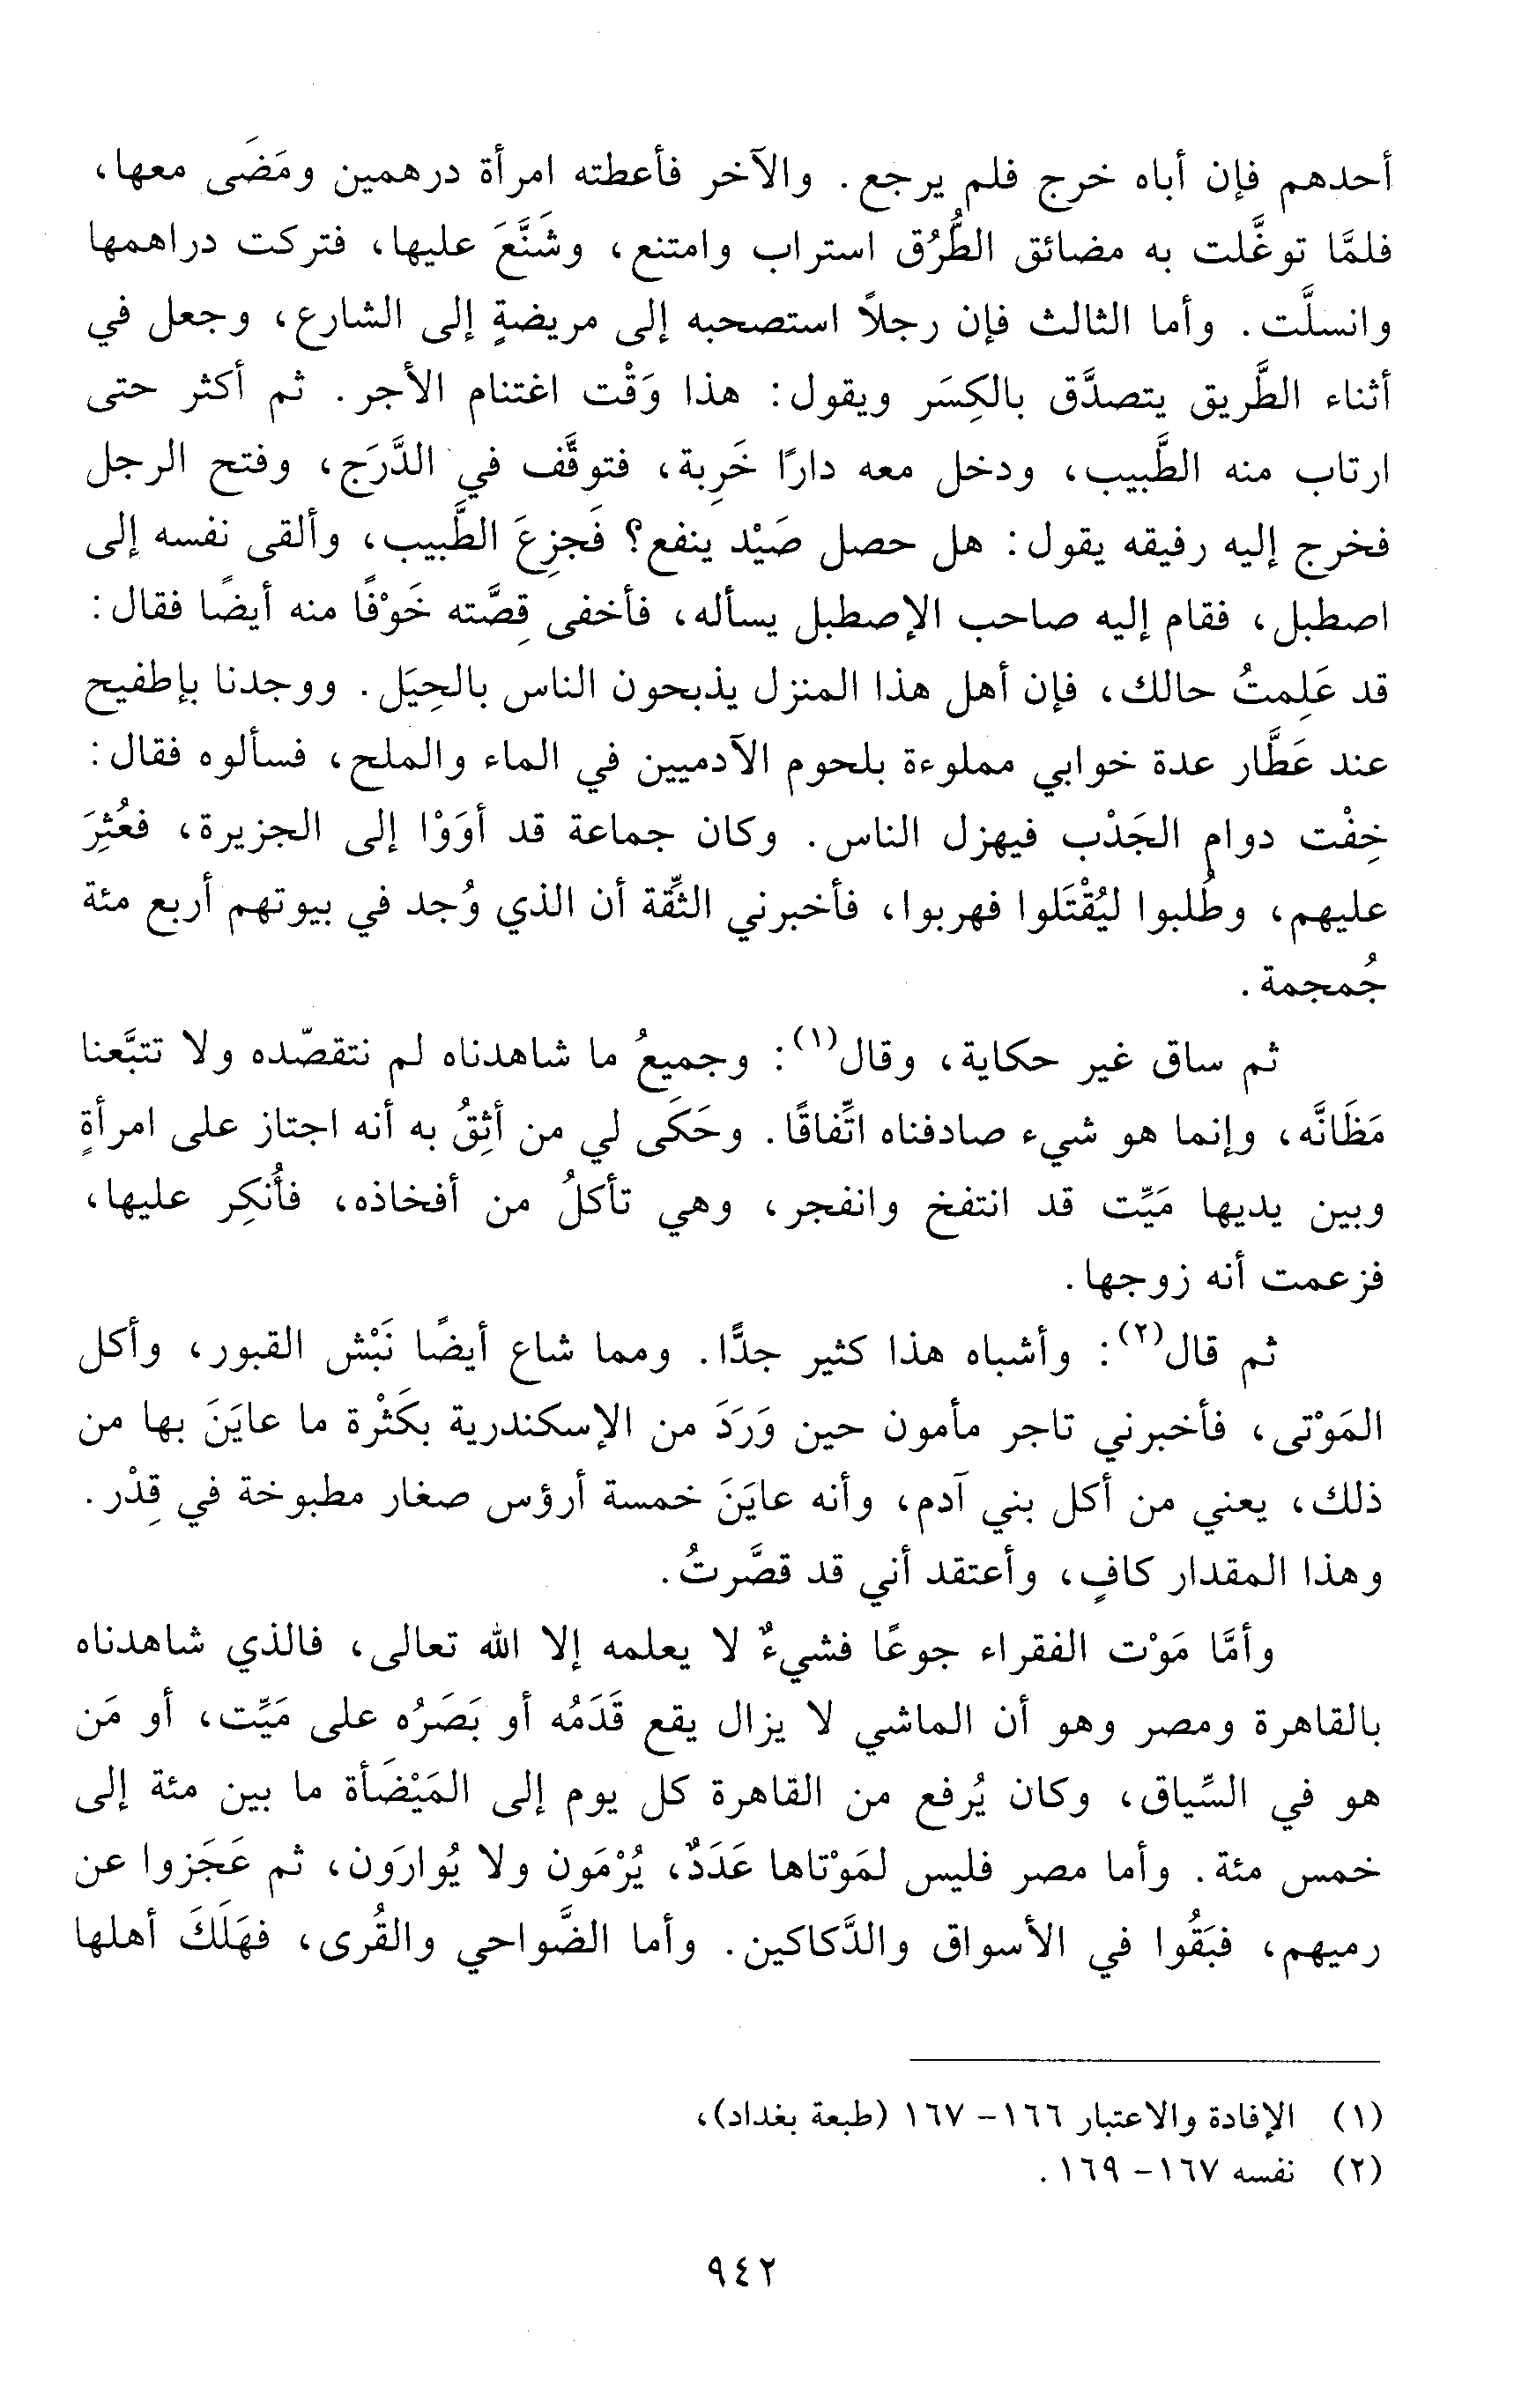 أحدهم فإن أباه خرج فلم يرجع. والآخر فأعطته امرأة درهمين ومَضَى معها،
فلمَّا توغَّلت به مضائق الطُّرُق استراب وامتنع، وشَنَّعَ عليها، فتركت دراهمها
وانسلَّت. وأما الثالث فإن رجلاً استصحبه إلى مريضةٍ إلى الشارع، وجعل في
أثناء الطَّريق يتصدَّق بالكِسَر ويقول: هذا وَقْت اغتنام الأجر. ثم أكثر حتى
ارتاب منه الطَّبيب، ودخل معه دارًا خَرِبة، فتوقَّف في الدَّرَج، وفتح الرجل
فخرج إليه رفيقه يقول: هل حصل صَيْد ينفع؟ فَجزِعَ الطَّبيب، وألقى نفسه إلى
اصطبل، فقام إليه صاحب الإصطبل يسأله، فأخفى قِصَّته خَوْفًا منه أيضًا فقال:
قد عَلِمتُ حالك، فإن أهل هذا المنزل يذبحون الناس بالحِيَل. ووجدنا بإطفيح
عند عَطَّار عدة خوابي مملوءة بلحوم الآدميين في الماء والملح، فسألوه فقال:
خِفْت دوام الجَدْب فيهزل الناس. وكان جماعة قد أوَوْا إلى الجزيرة، فعُثِرَ
عليهم، وطُلبوا ليُقْتَلوا فهربوا، فأخبرني الثِّقة أن الذي وُجد في بيوتهم أربع مئة
جُمجمة.
ثم ساق غير حكاية، وقال(١): وجميعُ ما شاهدناه لم نتقصّده ولا تتبَّعنا
مَظَانَّه، وإنما هو شيء صادفناه اتِّفاقًا. وحَكَى لي من أثِقُ به أنه اجتاز على امرأةٍ
وبين يديها مَيِّت قد انتفخ وانفجر، وهي تأكلُ من أفخاذه، فأُنكِر عليها،
فزعمت أنه زوجها.
ثم قال(٢): وأشباه هذا كثير جدًّا. ومما شاع أيضًا نَبْش القبور، وأكل
المَوْتى، فأخبرني تاجر مأمون حين وَرَدَ من الإسكندرية بكَثْرة ما عايَنَ بها من
ذلك، يعني من أكل بني آدم، وأنه عايَنَ خمسة أرؤس صغار مطبوخة في قِدْر.
وهذا المقدار كافٍ، وأعتقد أني قد قصَّرتُ.
وأمَّا مَوْت الفقراء جوعًا فشيءٌ لا يعلمه إلا الله تعالى، فالذي شاهدناه
بالقاهرة ومصر وهو أن الماشي لا يزال يقع قَدَمُه أو بَصَرُه على مَيِّت، أو مَن
هو في السِّياق، وكان يُرفع من القاهرة كل يوم إلى المَيْضَأة ما بين مئة إلى
خمس مئة. وأما مصر فليس لمَوْتاها عَدَدٌ، يُرْمَون ولا يُوارَون، ثم عَجَزوا عن
رميهم، فبَقُوا في الأسواق والدَّكاكين. وأما الضَّواحي والقُرى، فهَلَكَ أهلها
(١) الإفادة والاعتبار ١٦٦- ١٦٧ (طبعة بغداد)،
(٢) نفسه ١٦٧- ١٦٩.
٩٤٢